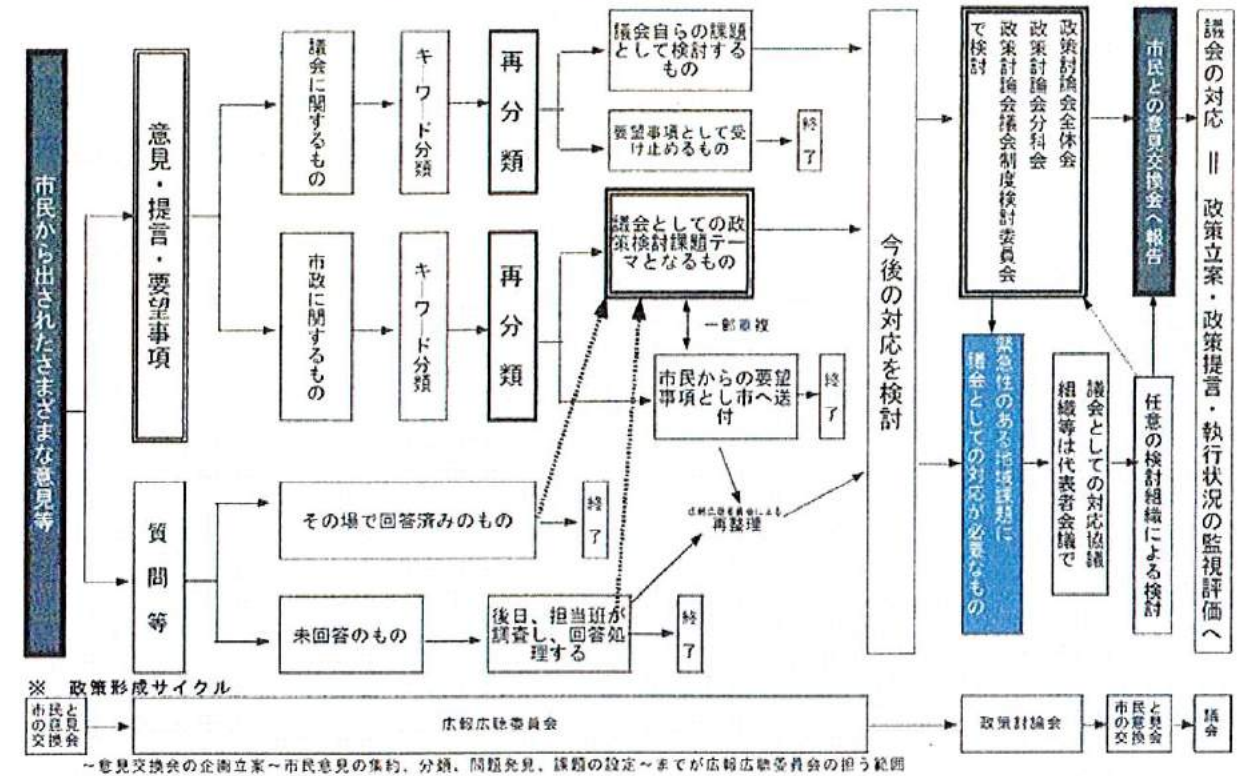 市民から出されたさまざまな意見等
意見・提言・要望事項
議会に関するもの
キーワード分類
再分類
議会自らの課題
として検討する
もの
要望事項として受
け止めるもの
終了
市政に関するもの
キーワード分類
再分類
議会としての政
策検討課題テー
マとなるもの
一部重複
市民からの要望
事項とし市へ送
付
終了
質問等
その場で回答済みのもの
終了
未回答のもの
後日、担当班が
調査し、回答処
理する
終了
広報広聴委員会による
再整理
今後の対応を検討
政策討論会全体会
政策討論会分科会
政策討論会議会制度検討委員会
で検討
緊急性のある地域課題に
議会としての対応が必要なもの
議会としての対応協議
組織等は代表者会議で
任意の検討組織による検討
市民との意見交換会へ報告
議会の対応 ＝ 政策立案・政策提言・執行状況の監視評価へ
※ 政策形成サイクル
市民と
の意見
交換会
広報広聴委員会
政策討論会
市民と
の意見
交換会
議会
～意見交換会の企画立案～市民意見の集約、分類、問題発見、課題の設定～までが広報広聴委員会の担う範囲